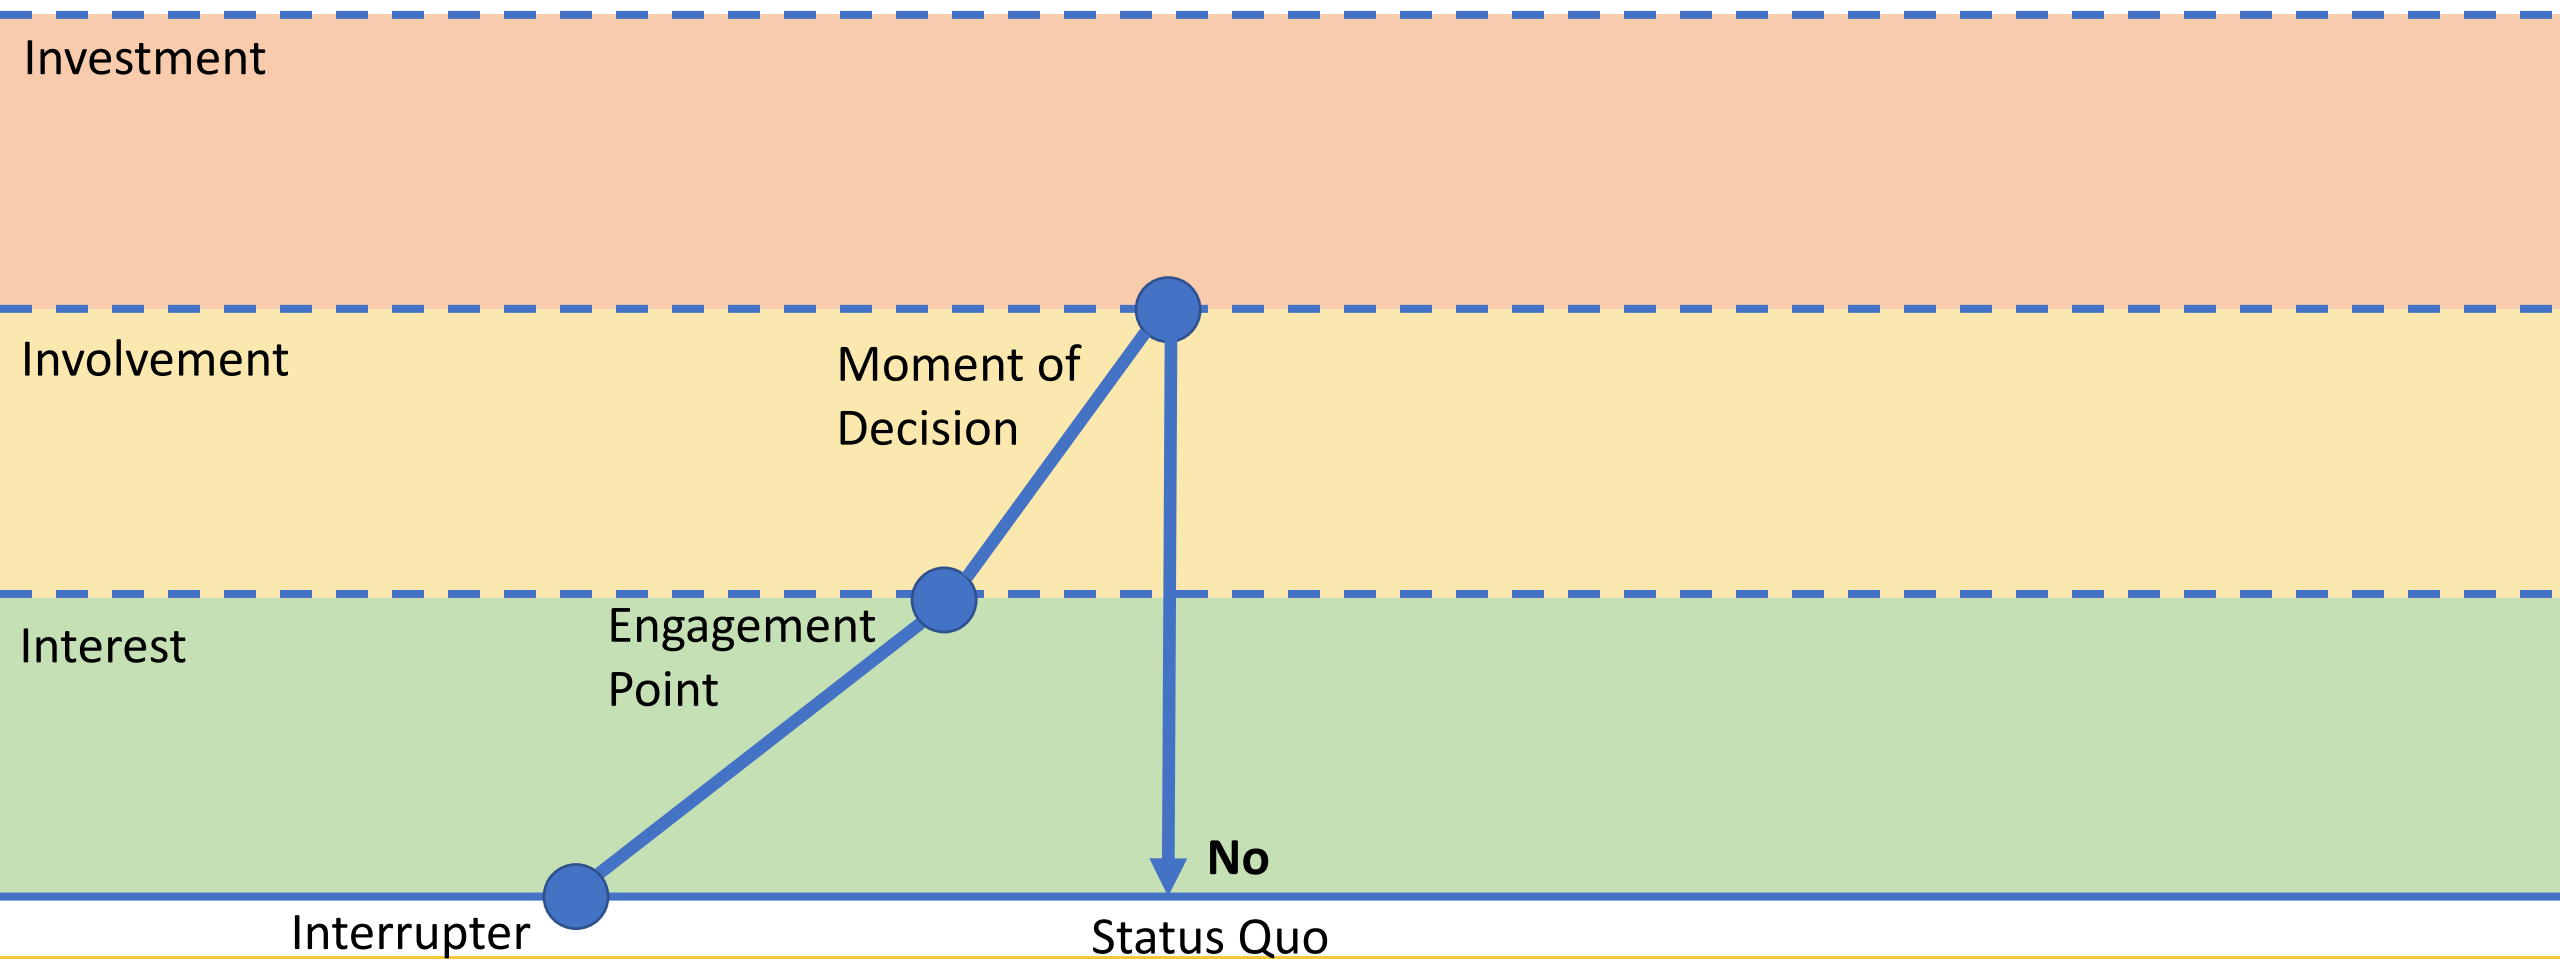 Investment
Involvement
Moment of
Decision
Interest
Engagement
Point
No
Interrupter
Status Quo